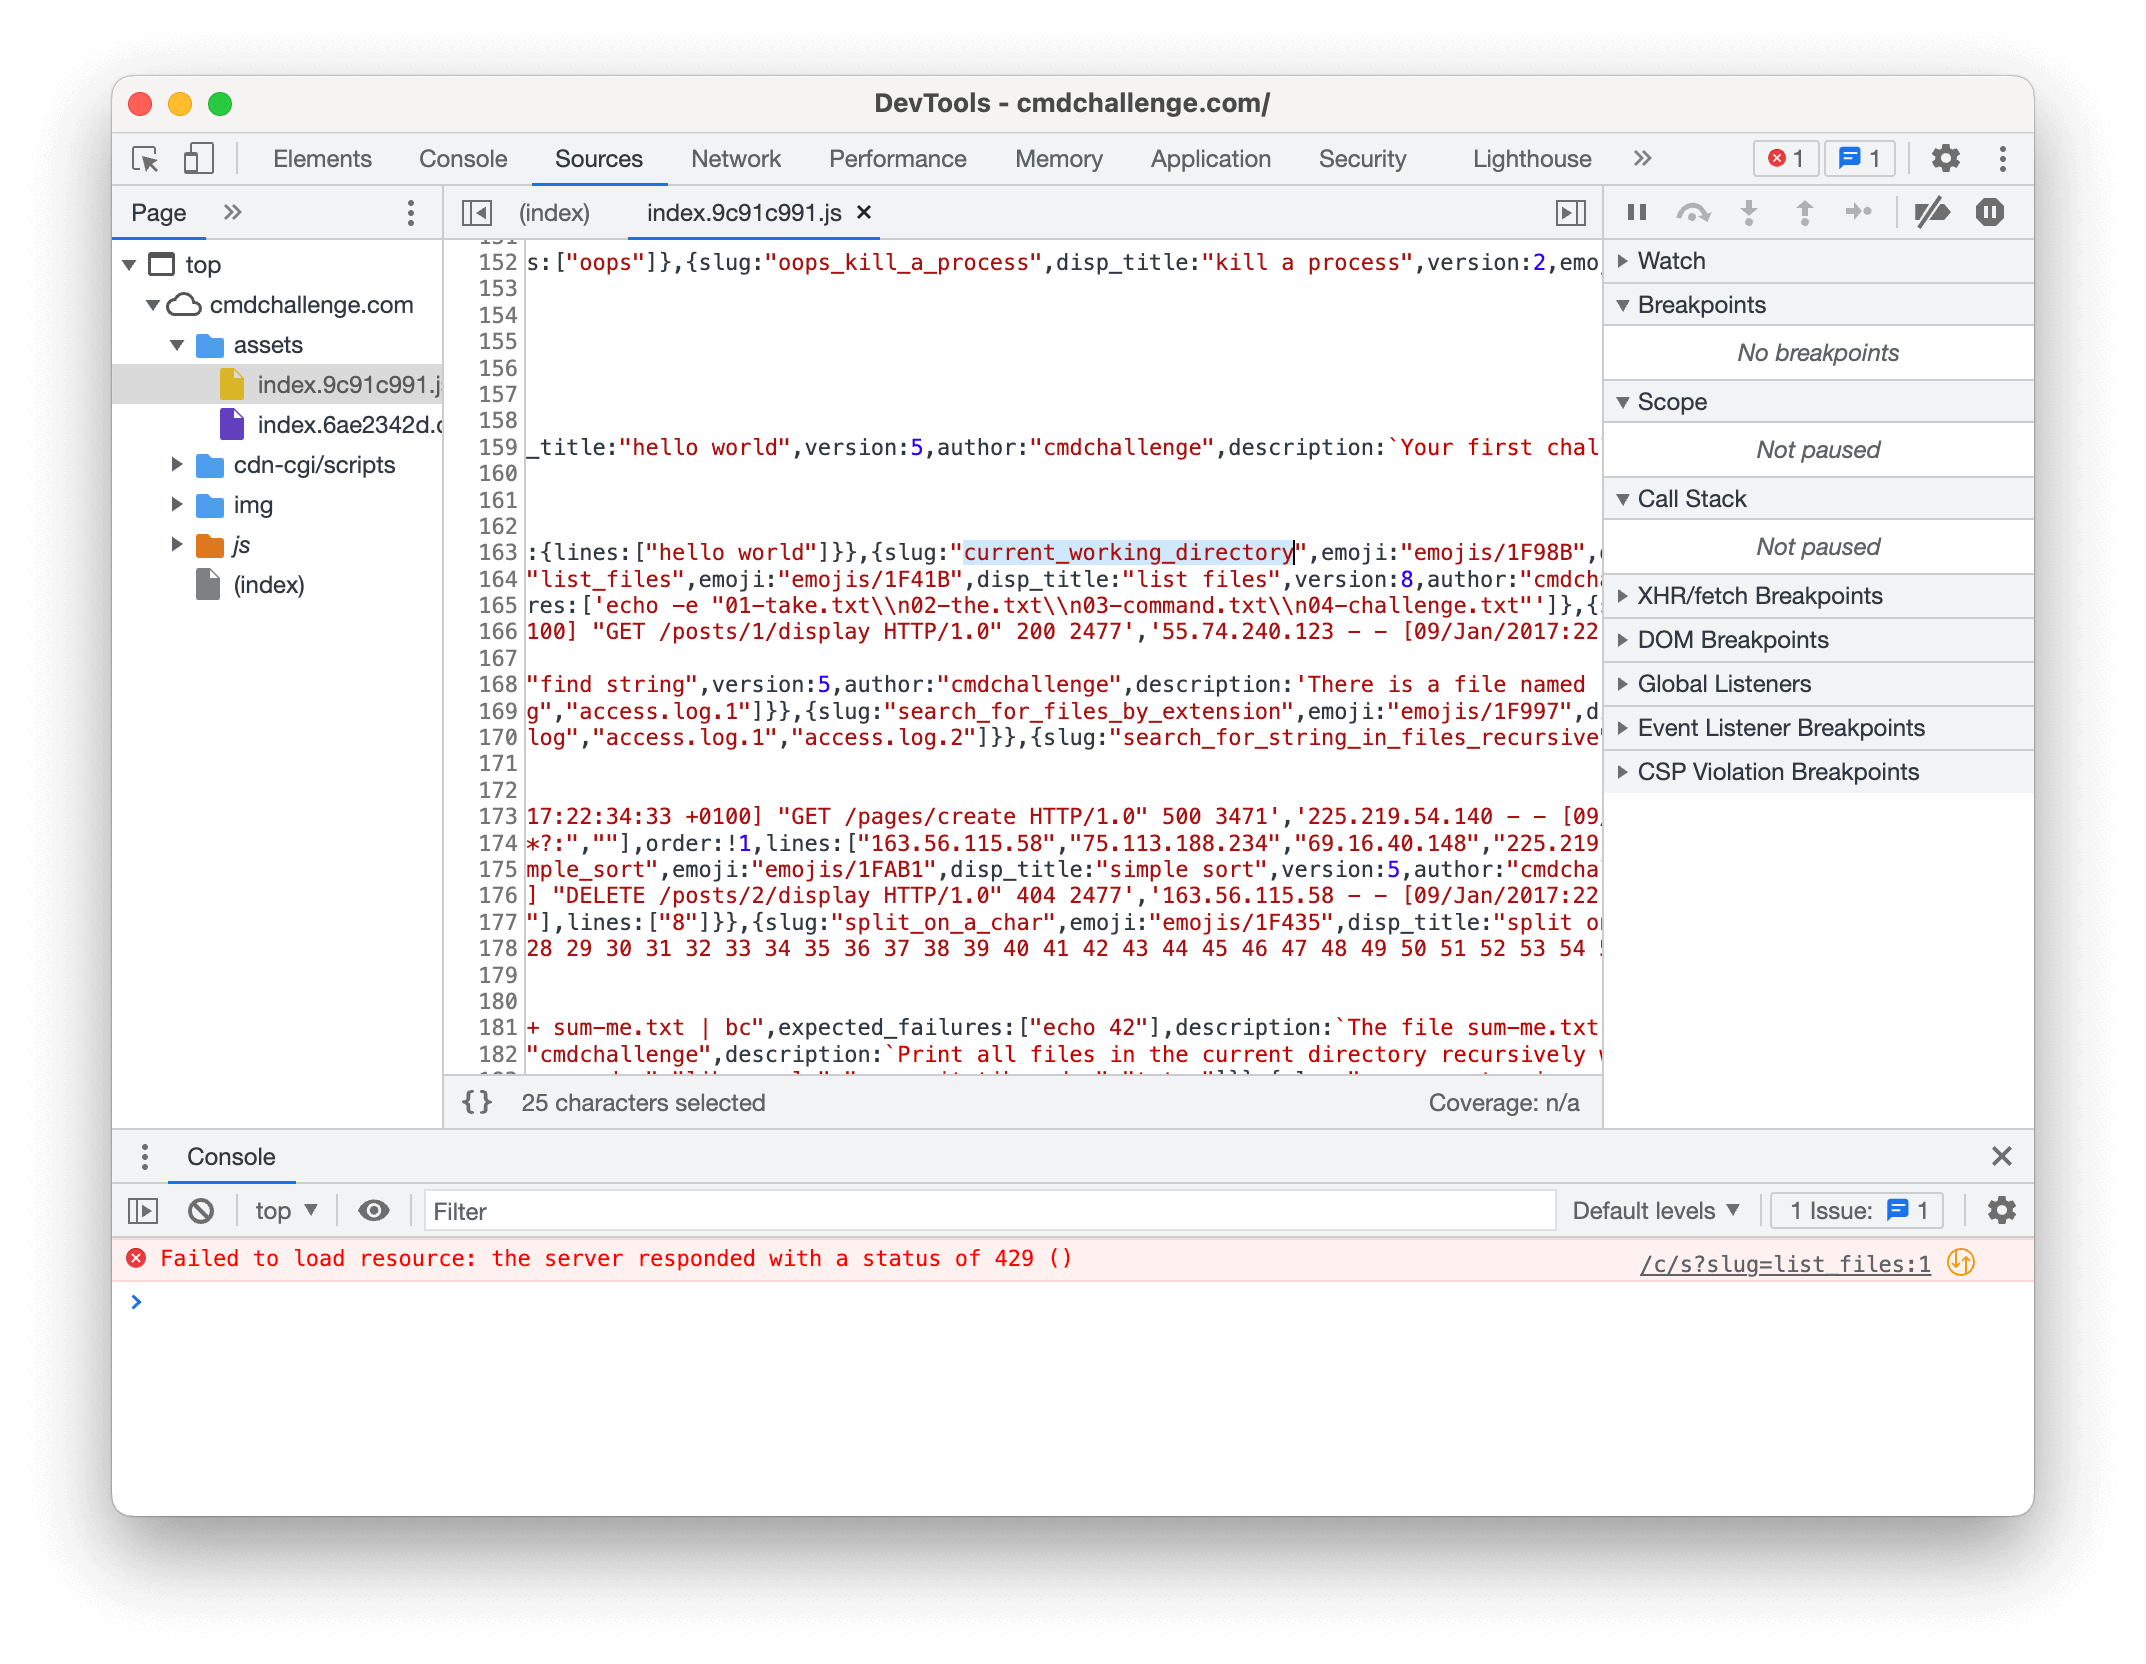 DevTools - cmdchallenge.com/
Elements Console Sources Network Performance Memory Application Security Lighthouse 1 1
Page (index) index.9c91c991.js
top
cmdchallenge.com
assets
index.9c91c991.j
index.6ae2342d.
cdn-cgi/scripts
img
js
(index)
152 s:["oops"]},{slug:"oops_kill_a_process",disp_title:"kill a process",version:2,emo
153
154
155
156
157
158
159 _title:"hello world",version:5,author:"cmdchallenge",description:`Your first chal
160
161
162
163 :{lines:["hello world"]}},{slug:"current_working_directory",emoji:"emojis/1F98B",
164 "list_files",emoji:"emojis/1F41B",disp_title:"list files",version:8,author:"cmdch
165 res:['echo -e "01-take.txt\\n02-the.txt\\n03-command.txt\\n04-challenge.txt"']},{
166 100] "GET /posts/1/display HTTP/1.0" 200 2477','55.74.240.123 - - [09/Jan/2017:22
167
168 "find string",version:5,author:"cmdchallenge",description:'There is a file named
169 g","access.log.1"]}},{slug:"search_for_files_by_extension",emoji:"emojis/1F997",d
170 log","access.log.1","access.log.2"]}},{slug:"search_for_string_in_files_recursive"
171
172
173 17:22:34:33 +0100] "GET /pages/create HTTP/1.0" 500 3471','225.219.54.140 - - [09/
174 *?:",""],order:!1,lines:["163.56.115.58","75.113.188.234","69.16.40.148","225.219
175 mple_sort",emoji:"emojis/1FAB1",disp_title:"simple sort",version:5,author:"cmdcha
176 ] "DELETE /posts/2/display HTTP/1.0" 404 2477','163.56.115.58 - - [09/Jan/2017:22
177 "],lines:["8"]}},{slug:"split_on_a_char",emoji:"emojis/1F435",disp_title:"split o
178 28 29 30 31 32 33 34 35 36 37 38 39 40 41 42 43 44 45 46 47 48 49 50 51 52 53 54
179
180
181 + sum-me.txt | bc",expected_failures:["echo 42"],description:`The file sum-me.txt
182 "cmdchallenge",description:`Print all files in the current directory recursively
{} 25 characters selected Coverage: n/a
Watch
Breakpoints
No breakpoints
Scope
Not paused
Call Stack
Not paused
XHR/fetch Breakpoints
DOM Breakpoints
Global Listeners
Event Listener Breakpoints
CSP Violation Breakpoints
Console
top Filter Default levels 1 Issue: 1
Failed to load resource: the server responded with a status of 429 () /c/s?slug=list_files:1